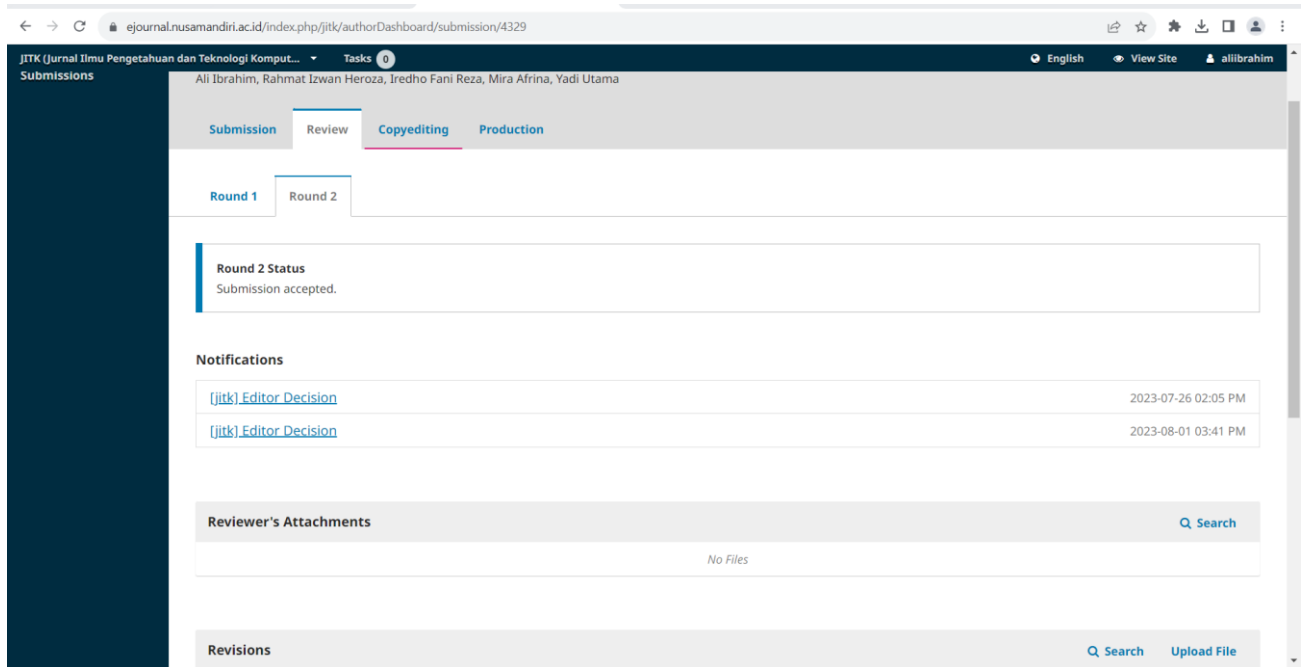 ejournal.nusamandiri.ac.id/index.php/jitk/authorDashboard/submission/4329
JITK (Jurnal Ilmu Pengetahuan dan Teknologi Komput... Tasks 0 English View Site aliibrahim
Submissions
Ali Ibrahim, Rahmat Izwan Heroza, Iredho Fani Reza, Mira Afrina, Yadi Utama
Submission Review Copyediting Production
Round 1 Round 2
Round 2 Status
Submission accepted.
Notifications
[jitk] Editor Decision 2023-07-26 02:05 PM
[jitk] Editor Decision 2023-08-01 03:41 PM
Reviewer's Attachments Search
No Files
Revisions Search Upload File